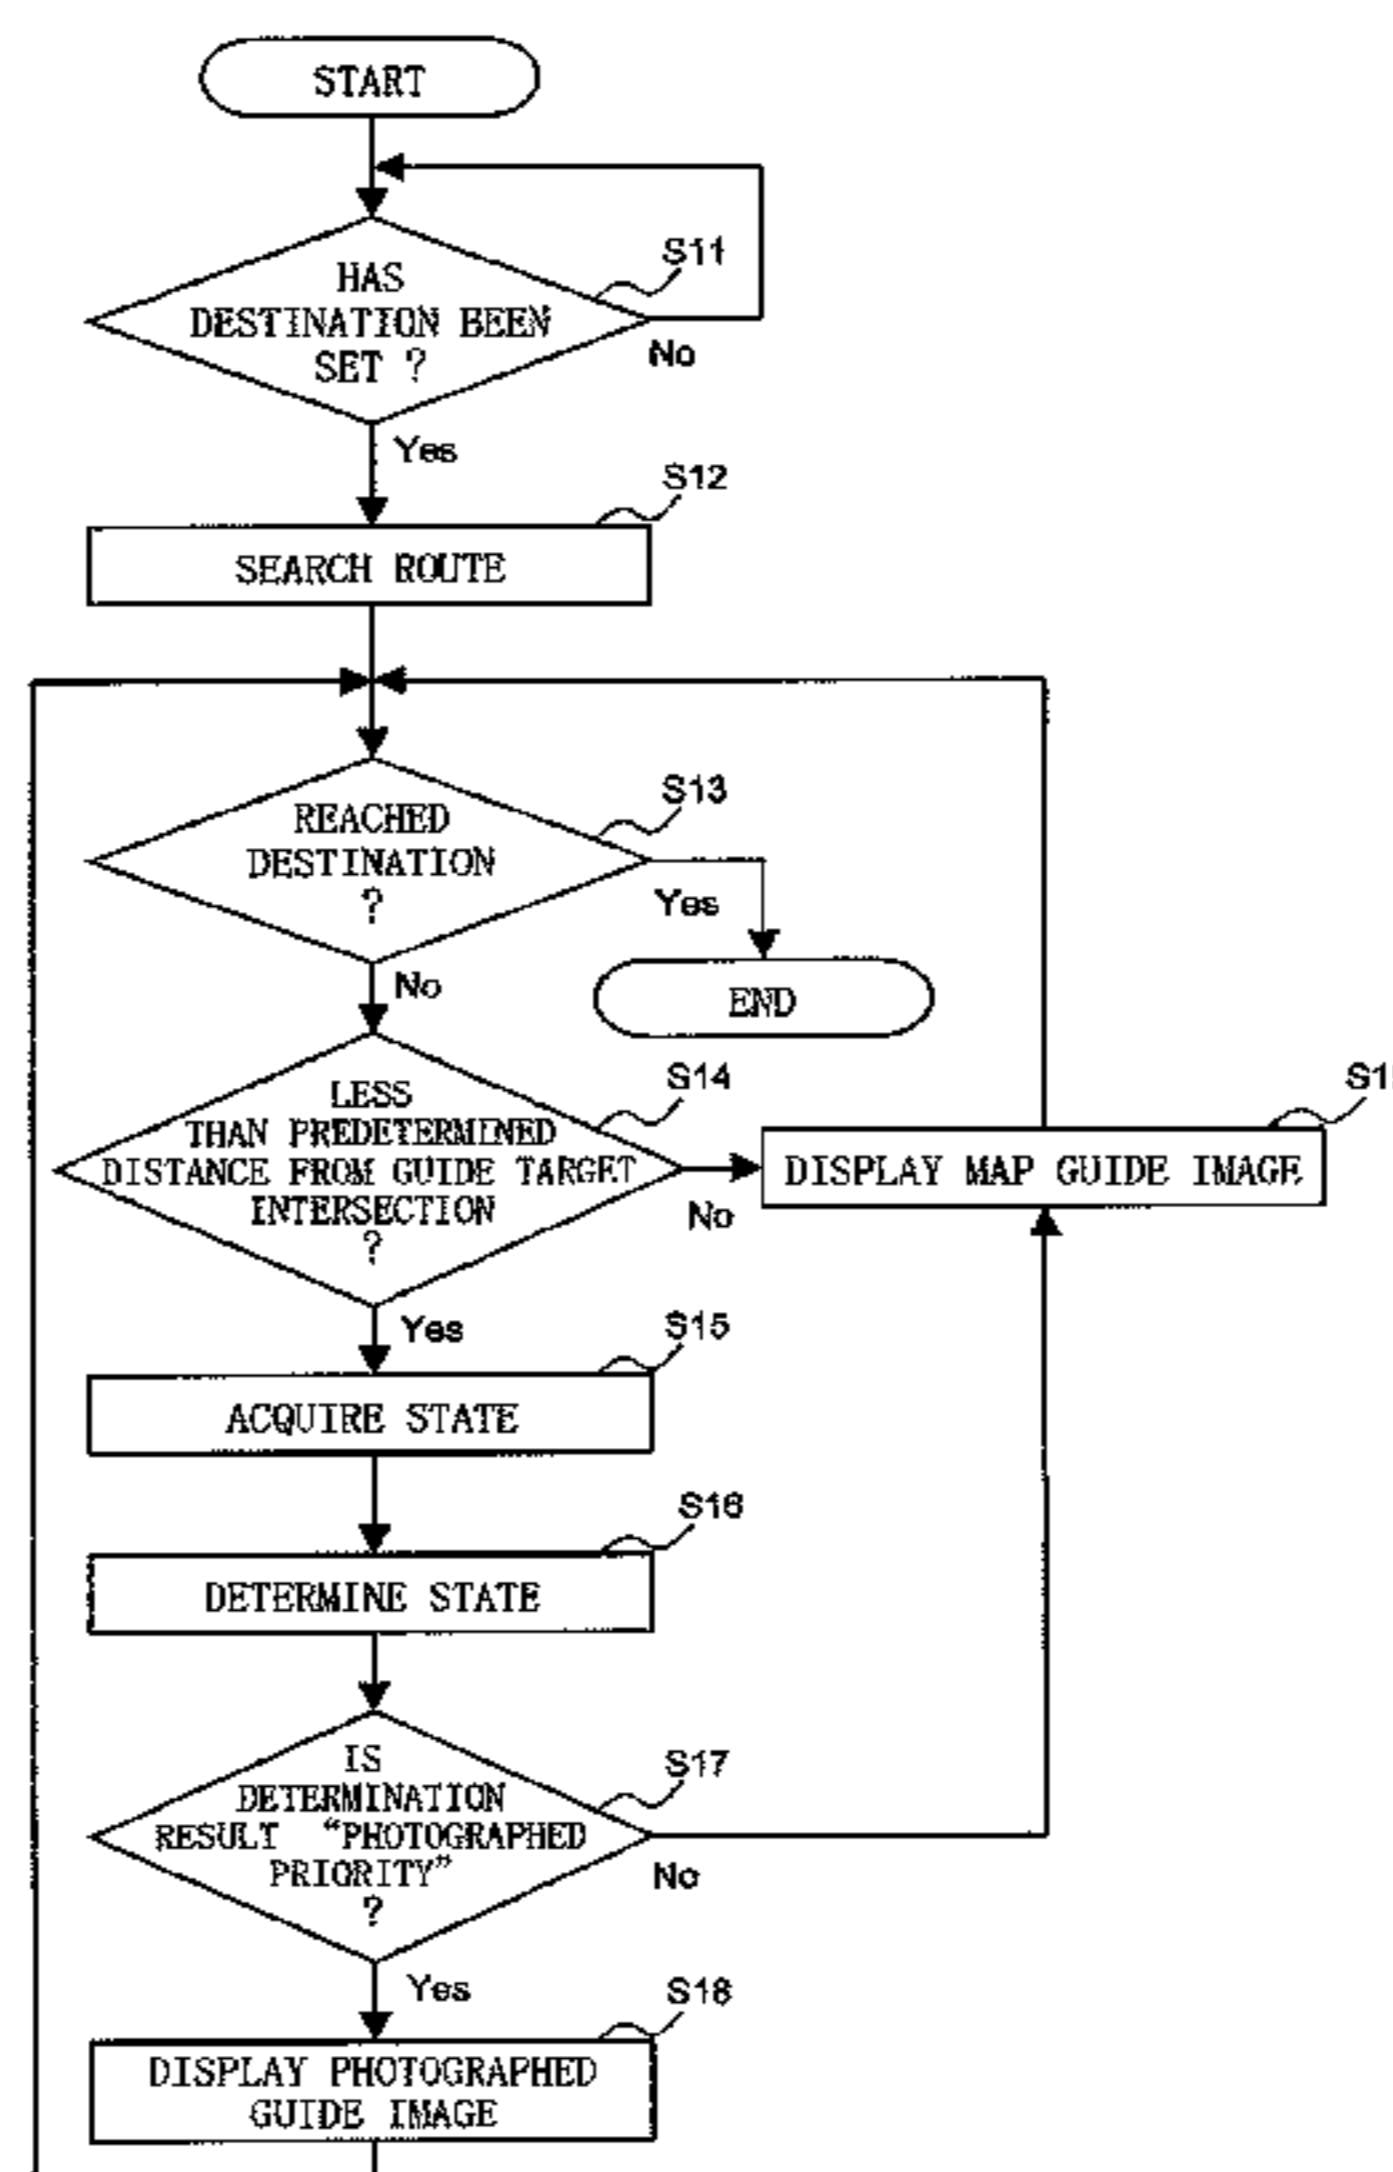 START
S11
HAS
DESTINATION BEEN
SET ?
No
Yes
S12
SEARCH ROUTE
S13
REACHED
DESTINATION
?
Yes
No
END
S14
LESS
THAN PREDETERMINED
DISTANCE FROM GUIDE TARGET
INTERSECTION
?
No
DISPLAY MAP GUIDE IMAGE
Yes
S15
ACQUIRE STATE
S16
DETERMINE STATE
S17
IS
DETERMINATION
RESULT "PHOTOGRAPHED
PRIORITY"
?
No
Yes
S18
DISPLAY PHOTOGRAPHED
GUIDE IMAGE